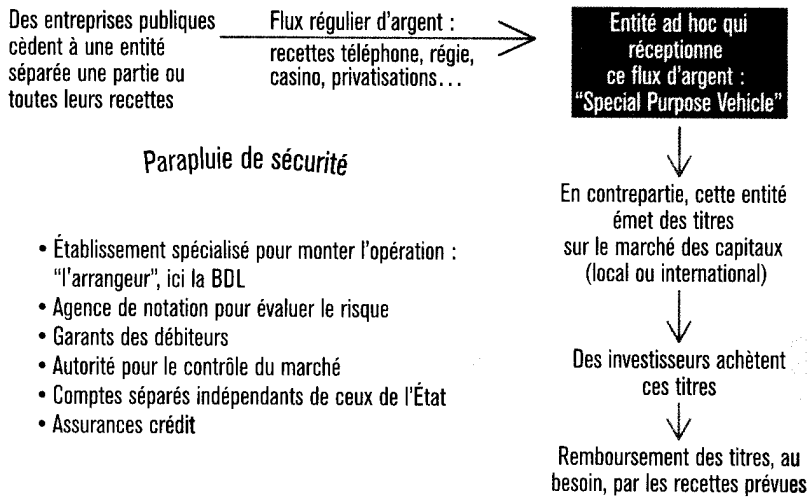 Des entreprises publiques
cèdent à une entité
séparée une partie ou
toutes leurs recettes
Flux régulier d'argent :
recettes téléphone, régie,
casino, privatisations...
Entité ad hoc qui
réceptionne
ce flux d'argent :
"Special Purpose Vehicle"
Parapluie de sécurité
• Établissement spécialisé pour monter l'opération :
"l'arrangeur", ici la BDL
• Agence de notation pour évaluer le risque
• Garants des débiteurs
• Autorité pour le contrôle du marché
• Comptes séparés indépendants de ceux de l'État
• Assurances crédit
En contrepartie, cette entité
émet des titres
sur le marché des capitaux
(local ou international)
Des investisseurs achètent
ces titres
Remboursement des titres, au
besoin, par les recettes prévues